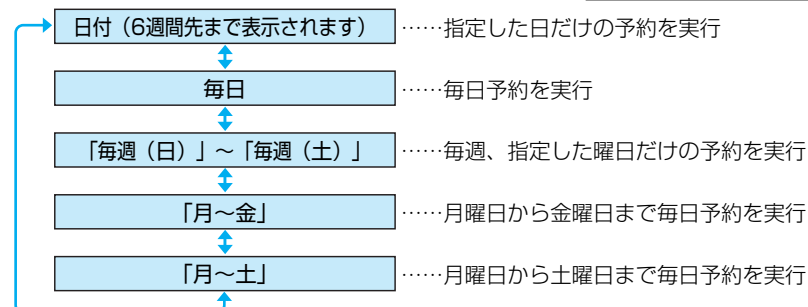 日付（6週間先まで表示されます）……指定した日だけの予約を実行
毎日……毎日予約を実行
「毎週（日）」～「毎週（土）」……毎週、指定した曜日だけの予約を実行
「月～金」……月曜日から金曜日まで毎日予約を実行
「月～土」……月曜日から土曜日まで毎日予約を実行